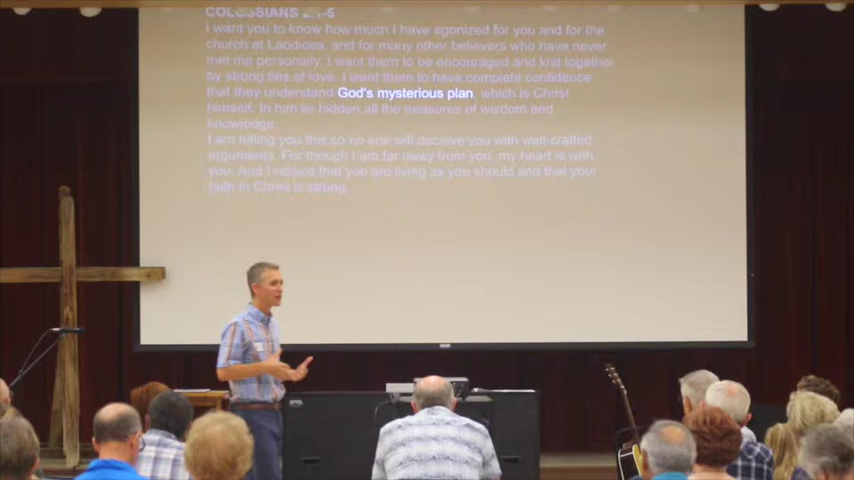 COLOSSIANS 2:1-5
I want you to know how much I have agonized for you and for the
church at Laodicea, and for many other believers who have never
met me personally. I want them to be encouraged and knit together
by strong ties of love. I want them to have complete confidence
that they understand God's mysterious plan, which is Christ
himself. In him lie hidden all the treasures of wisdom and
knowledge.
I am telling you this so no one will deceive you with well-crafted
arguments. For though I am far away from you, my heart is with
you. And I rejoice that you are living as you should and that your
faith in Christ is strong.